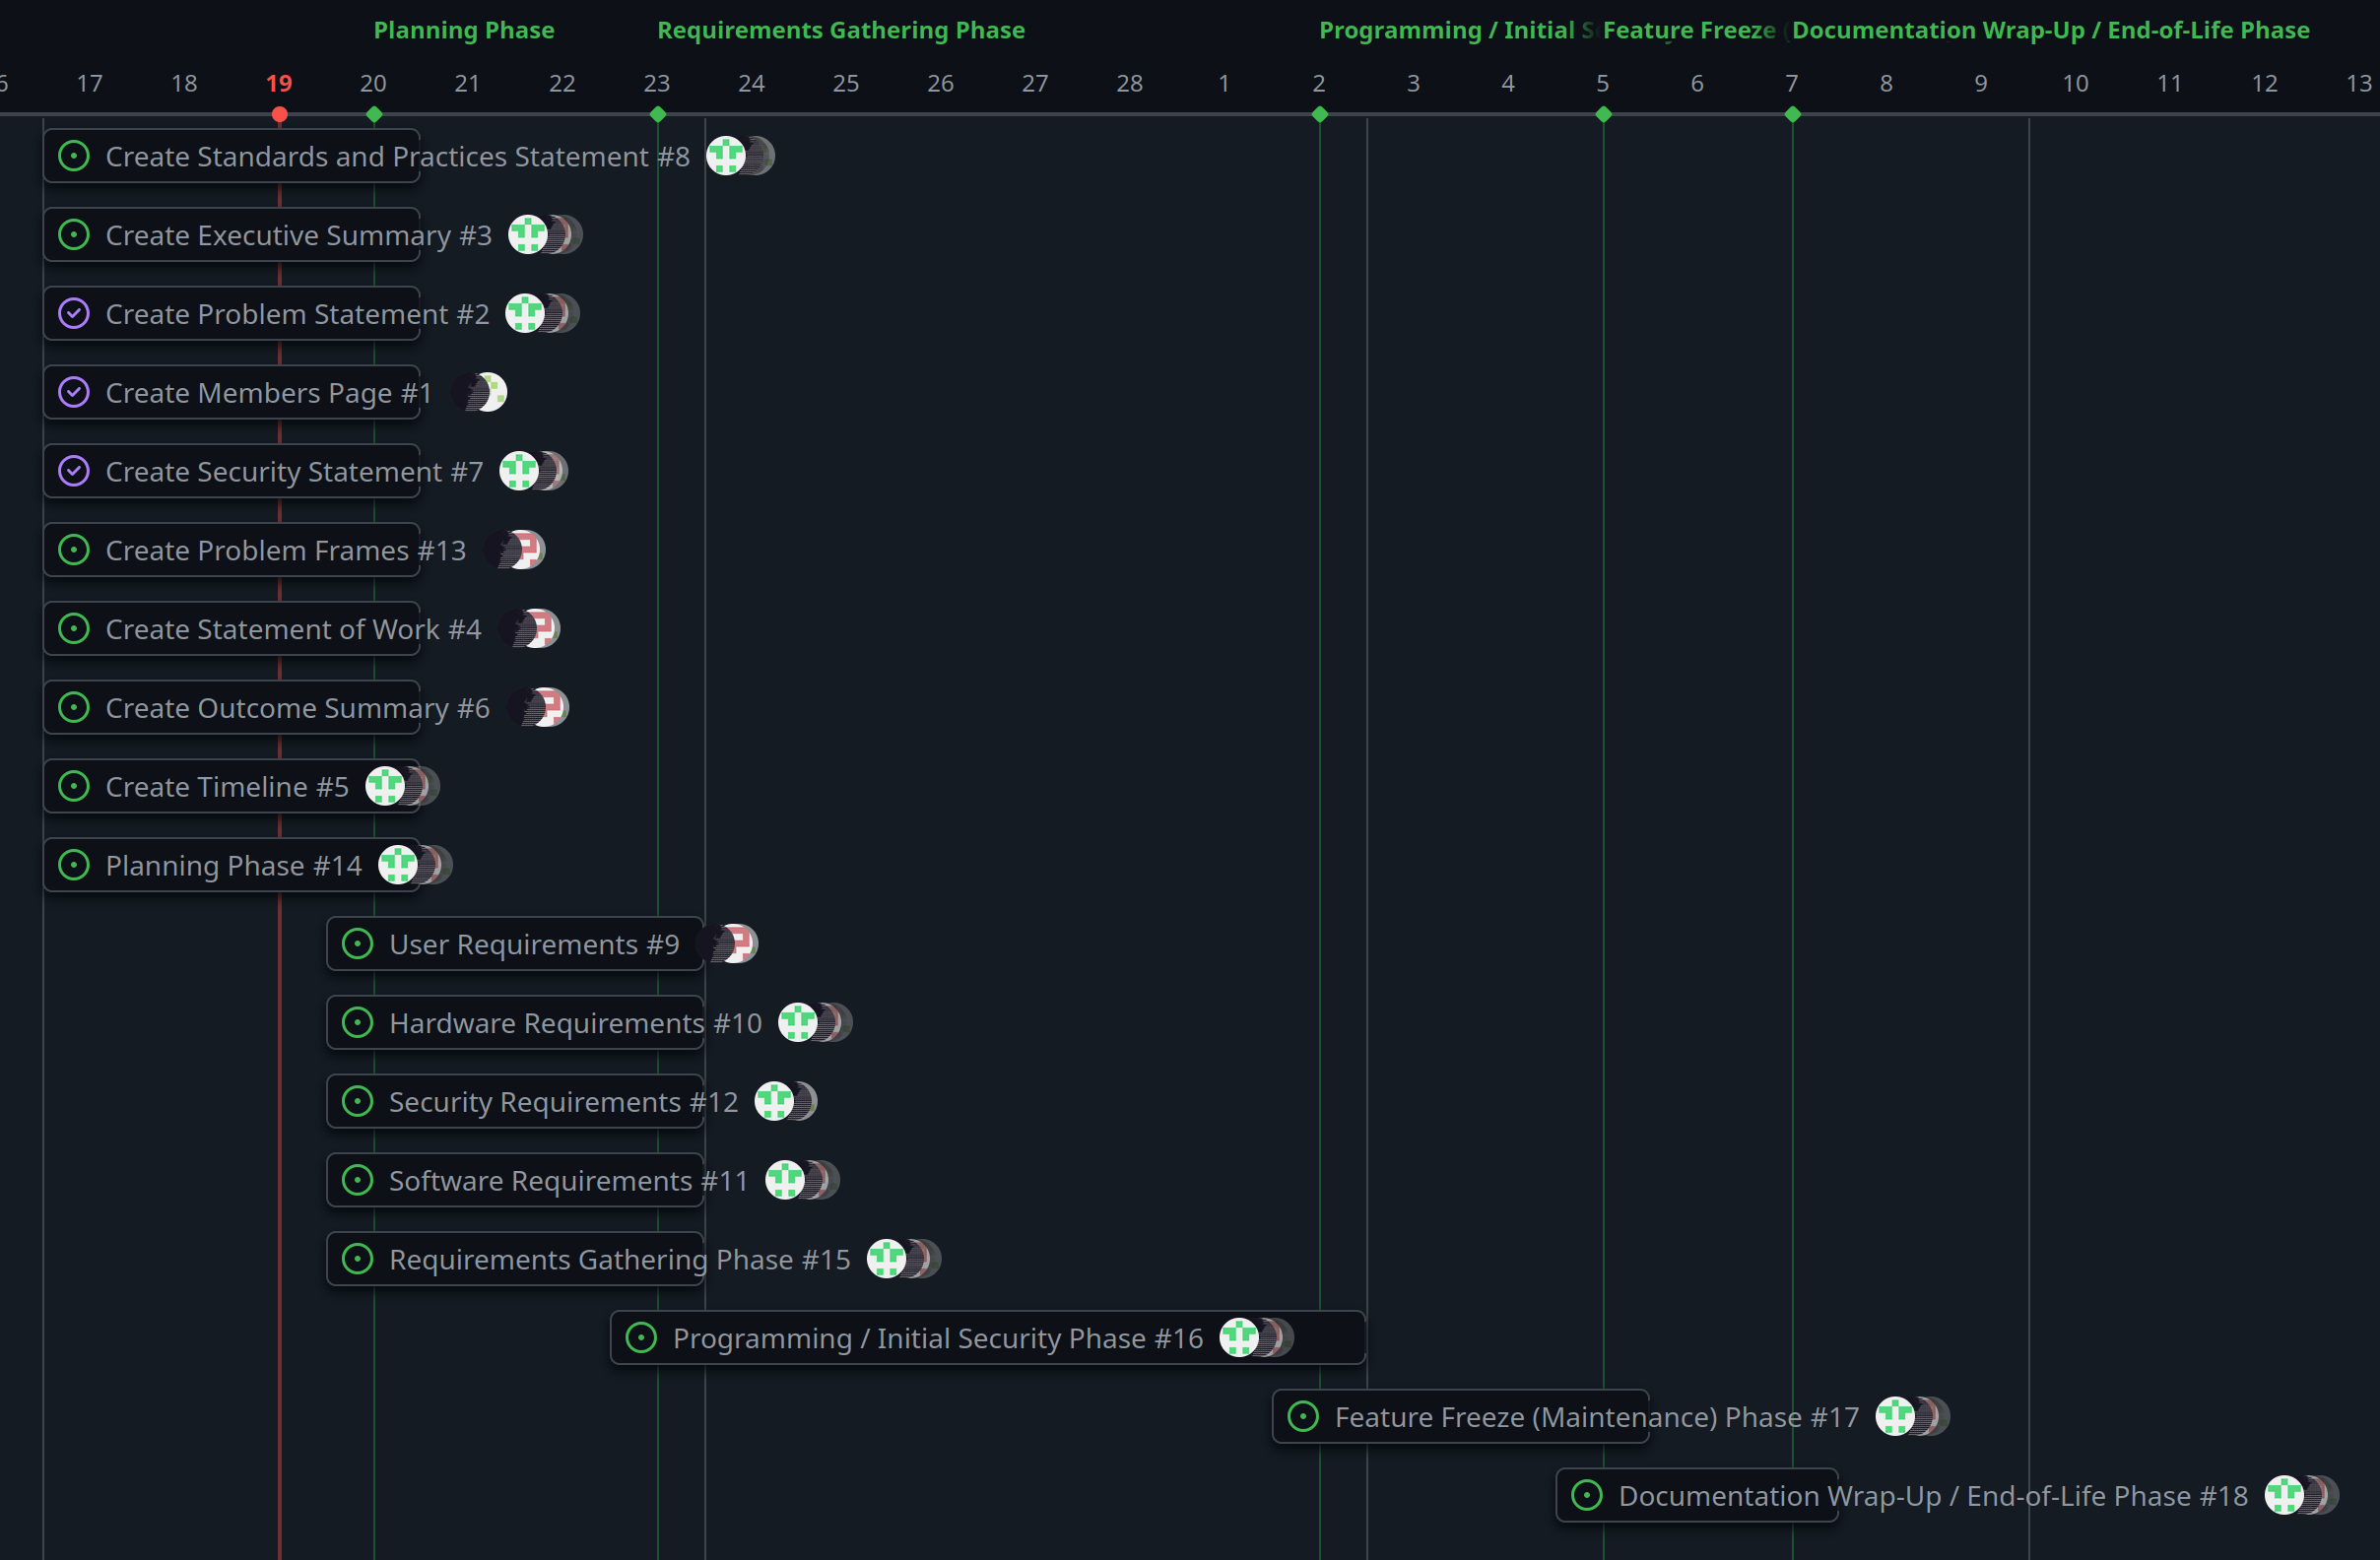 Planning Phase Requirements Gathering Phase Programming / Initial S Feature Freeze ( Documentation Wrap-Up / End-of-Life Phase
6 17 18 19 20 21 22 23 24 25 26 27 28 1 2 3 4 5 6 7 8 9 10 11 12 13
Create Standards and Practices Statement #8
Create Executive Summary #3
Create Problem Statement #2
Create Members Page #1
Create Security Statement #7
Create Problem Frames #13
Create Statement of Work #4
Create Outcome Summary #6
Create Timeline #5
Planning Phase #14
User Requirements #9
Hardware Requirements #10
Security Requirements #12
Software Requirements #11
Requirements Gathering Phase #15
Programming / Initial Security Phase #16
Feature Freeze (Maintenance) Phase #17
Documentation Wrap-Up / End-of-Life Phase #18